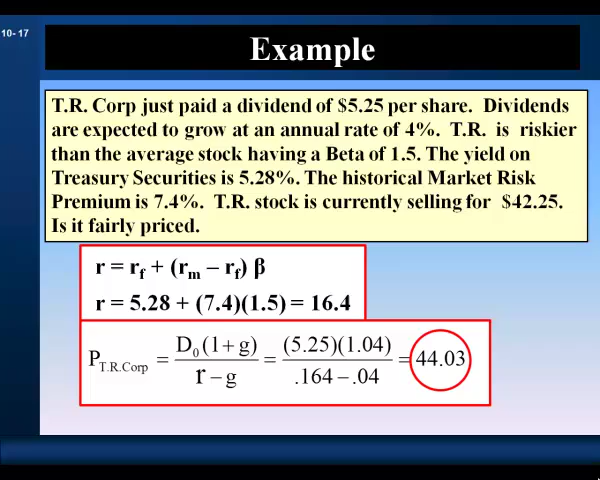 10- 17
Example
T.R. Corp just paid a dividend of $5.25 per share. Dividends
are expected to grow at an annual rate of 4%. T.R. is riskier
than the average stock having a Beta of 1.5. The yield on
Treasury Securities is 5.28%. The historical Market Risk
Premium is 7.4%. T.R. stock is currently selling for $42.25.
Is it fairly priced.
r = rf + (rm – rf) β
r = 5.28 + (7.4)(1.5) = 16.4
P T.R.Corp = D0 (1+ g) / r – g = (5.25)(1.04) / .164 – .04 = 44.03